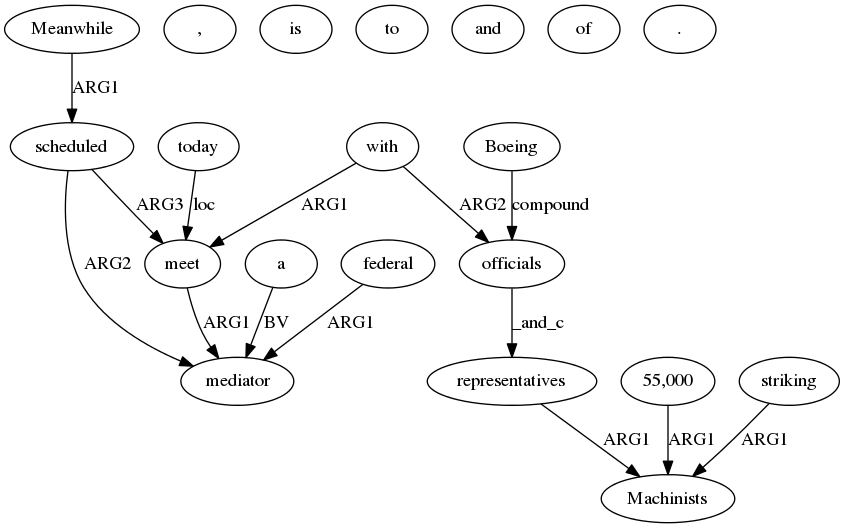 Meanwhile , is to and of .
ARG1
scheduled today with Boeing
ARG3 loc ARG1 ARG2 compound
ARG2 meet a federal officials
ARG1 BV ARG1 _and_c
mediator representatives 55,000 striking
ARG1 ARG1 ARG1
Machinists